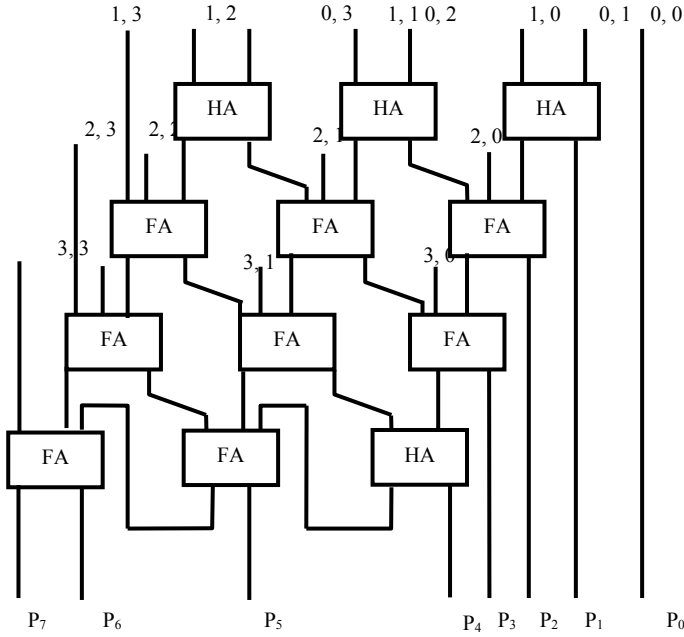 1, 3 1, 2 0, 3 1, 1 0, 2 1, 0 0, 1 0, 0
HA HA HA
2, 3 2, 2 2, 1 2, 0
FA FA FA
3, 3 3, 1 3, 0
FA FA FA
FA FA HA
P₇ P₆ P₅ P₄ P₃ P₂ P₁ P₀